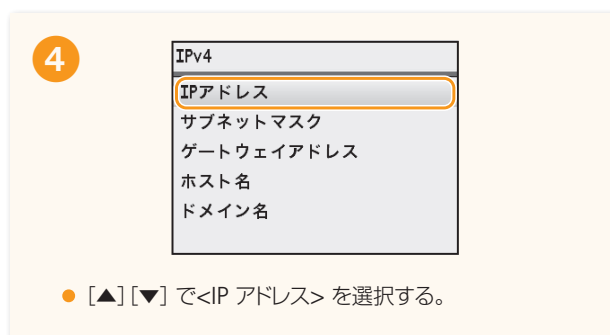 4
IPv4
IPアドレス
サブネットマスク
ゲートウェイアドレス
ホスト名
ドメイン名
● [▲][▼] で<IP アドレス> を選択する。